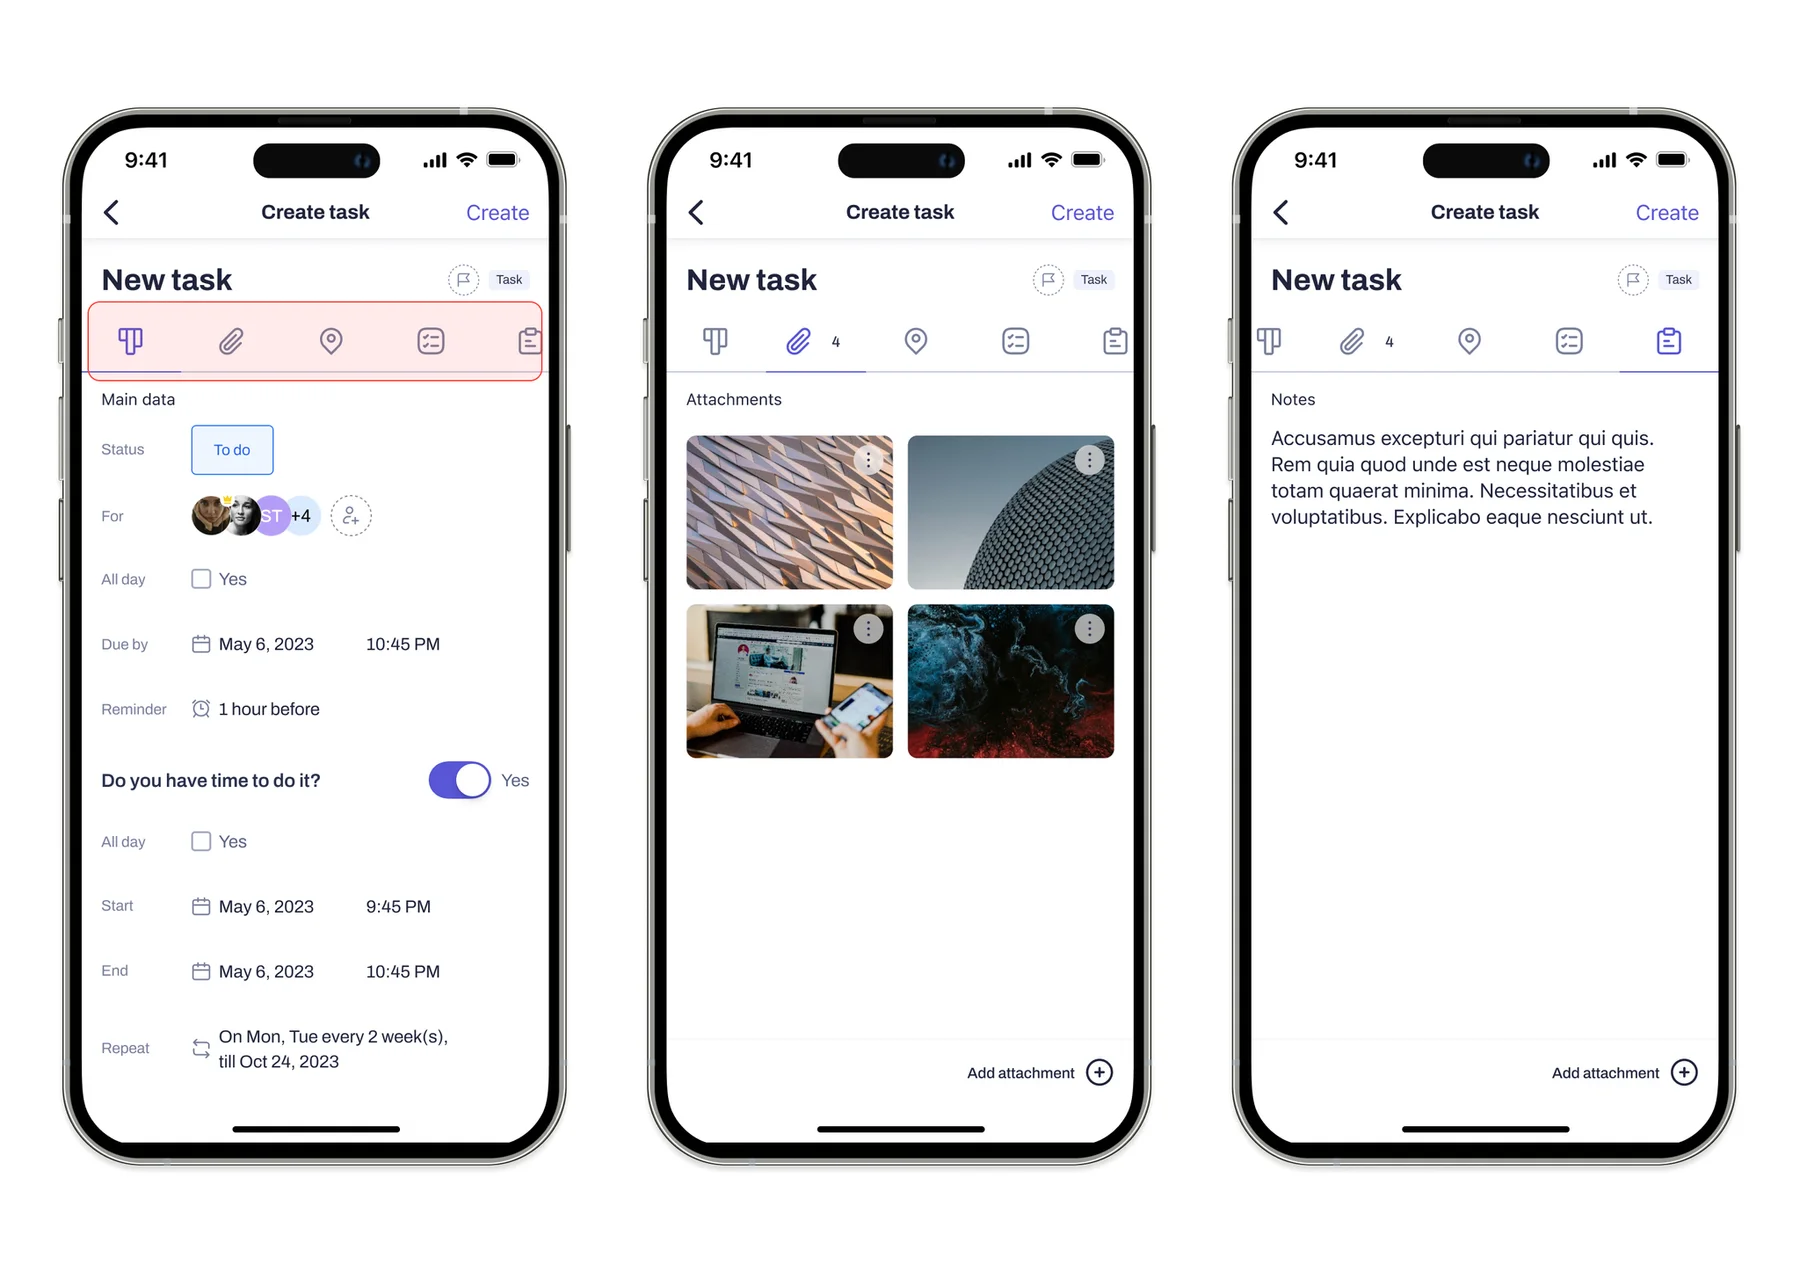 9:41
Create task
Create
New task
Task
Main data
Status
To do
For
ST
+4
All day
Yes
Due by
May 6, 2023
10:45 PM
Reminder
1 hour before
Do you have time to do it?
Yes
All day
Yes
Start
May 6, 2023
9:45 PM
End
May 6, 2023
10:45 PM
Repeat
On Mon, Tue every 2 week(s),
till Oct 24, 2023
9:41
Create task
Create
New task
Task
4
Attachments
Add attachment
9:41
Create task
Create
New task
Task
4
Notes
Accusamus excepturi qui pariatur qui quis.
Rem quia quod unde est neque molestiae
totam quaerat minima. Necessitatibus et
voluptatibus. Explicabo eaque nesciunt ut.
Add attachment